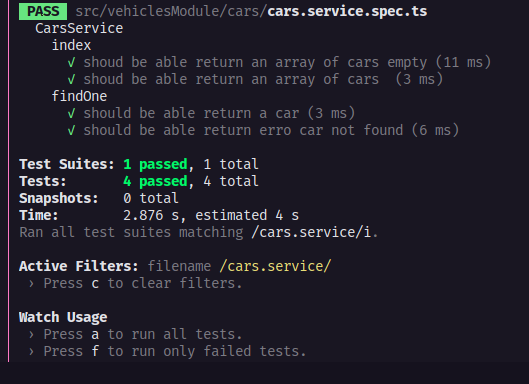 PASS src/vehiclesModule/cars/cars.service.spec.ts
CarsService
index
√ shoud be able return an array of cars empty (11 ms)
√ shoud be able return an array of cars (3 ms)
findOne
√ should be able return a car (3 ms)
√ should be able return erro car not found (6 ms)
Test Suites: 1 passed, 1 total
Tests: 4 passed, 4 total
Snapshots: 0 total
Time: 2.876 s, estimated 4 s
Ran all test suites matching /cars.service/i.
Active Filters: filename /cars.service/
› Press c to clear filters.
Watch Usage
› Press a to run all tests.
› Press f to run only failed tests.